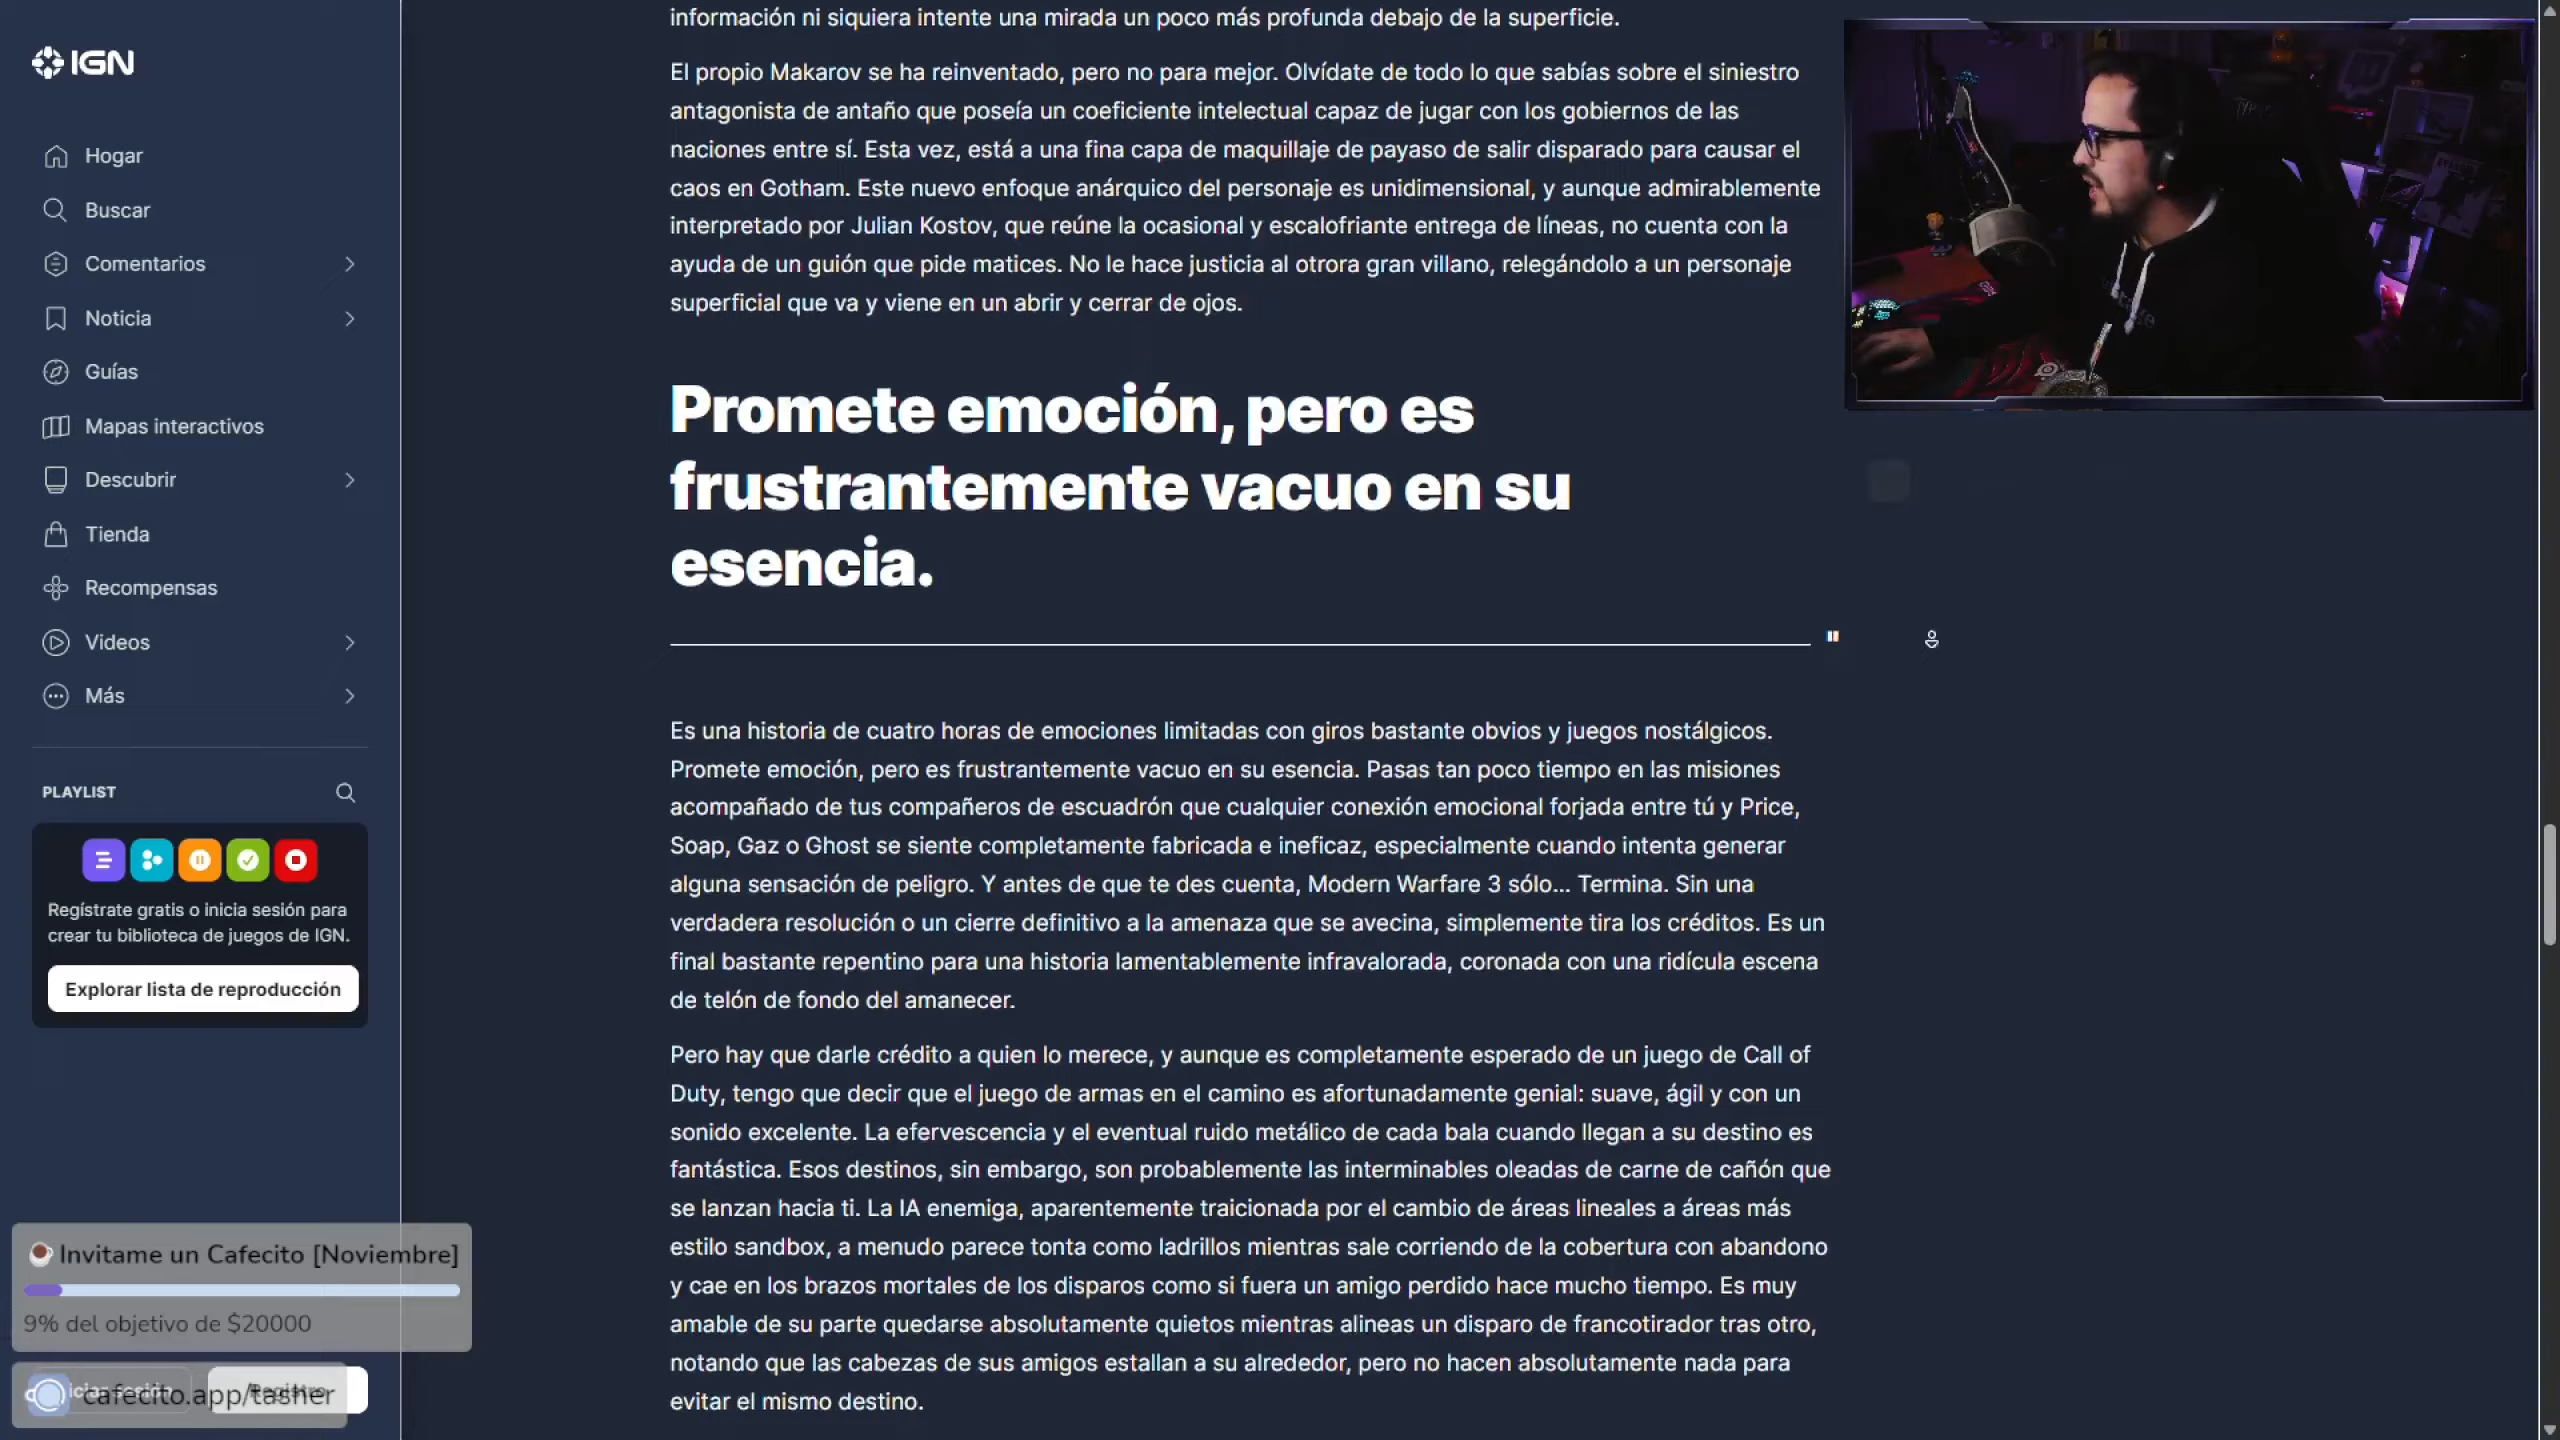 IGN
Hogar
Buscar
Comentarios
Noticia
Guías
Mapas interactivos
Descubrir
Tienda
Recompensas
Videos
Más
PLAYLIST
Regístrate gratis o inicia sesión para
crear tu biblioteca de juegos de IGN.
Explorar lista de reproducción
Invitame un Cafecito [Noviembre]
9% del objetivo de $20000
cafecito.app/tasher
información ni siquiera intente una mirada un poco más profunda debajo de la superficie.
El propio Makarov se ha reinventado, pero no para mejor. Olvídate de todo lo que sabías sobre el siniestro
antagonista de antaño que poseía un coeficiente intelectual capaz de jugar con los gobiernos de las
naciones entre sí. Esta vez, está a una fina capa de maquillaje de payaso de salir disparado para causar el
caos en Gotham. Este nuevo enfoque anárquico del personaje es unidimensional, y aunque admirablemente
interpretado por Julian Kostov, que reúne la ocasional y escalofriante entrega de líneas, no cuenta con la
ayuda de un guión que pide matices. No le hace justicia al otrora gran villano, relegándolo a un personaje
superficial que va y viene en un abrir y cerrar de ojos.
Promete emoción, pero es
frustrantemente vacuo en su
esencia.
"
Es una historia de cuatro horas de emociones limitadas con giros bastante obvios y juegos nostálgicos.
Promete emoción, pero es frustrantemente vacuo en su esencia. Pasas tan poco tiempo en las misiones
acompañado de tus compañeros de escuadrón que cualquier conexión emocional forjada entre tú y Price,
Soap, Gaz o Ghost se siente completamente fabricada e ineficaz, especialmente cuando intenta generar
alguna sensación de peligro. Y antes de que te des cuenta, Modern Warfare 3 sólo... Termina. Sin una
verdadera resolución o un cierre definitivo a la amenaza que se avecina, simplemente tira los créditos. Es un
final bastante repentino para una historia lamentablemente infravalorada, coronada con una ridícula escena
de telón de fondo del amanecer.
Pero hay que darle crédito a quien lo merece, y aunque es completamente esperado de un juego de Call of
Duty, tengo que decir que el juego de armas en el camino es afortunadamente genial: suave, ágil y con un
sonido excelente. La efervescencia y el eventual ruido metálico de cada bala cuando llegan a su destino es
fantástica. Esos destinos, sin embargo, son probablemente las interminables oleadas de carne de cañón que
se lanzan hacia ti. La IA enemiga, aparentemente traicionada por el cambio de áreas lineales a áreas más
estilo sandbox, a menudo parece tonta como ladrillos mientras sale corriendo de la cobertura con abandono
y cae en los brazos mortales de los disparos como si fuera un amigo perdido hace mucho tiempo. Es muy
amable de su parte quedarse absolutamente quietos mientras alineas un disparo de francotirador tras otro,
notando que las cabezas de sus amigos estallan a su alrededor, pero no hacen absolutamente nada para
evitar el mismo destino.